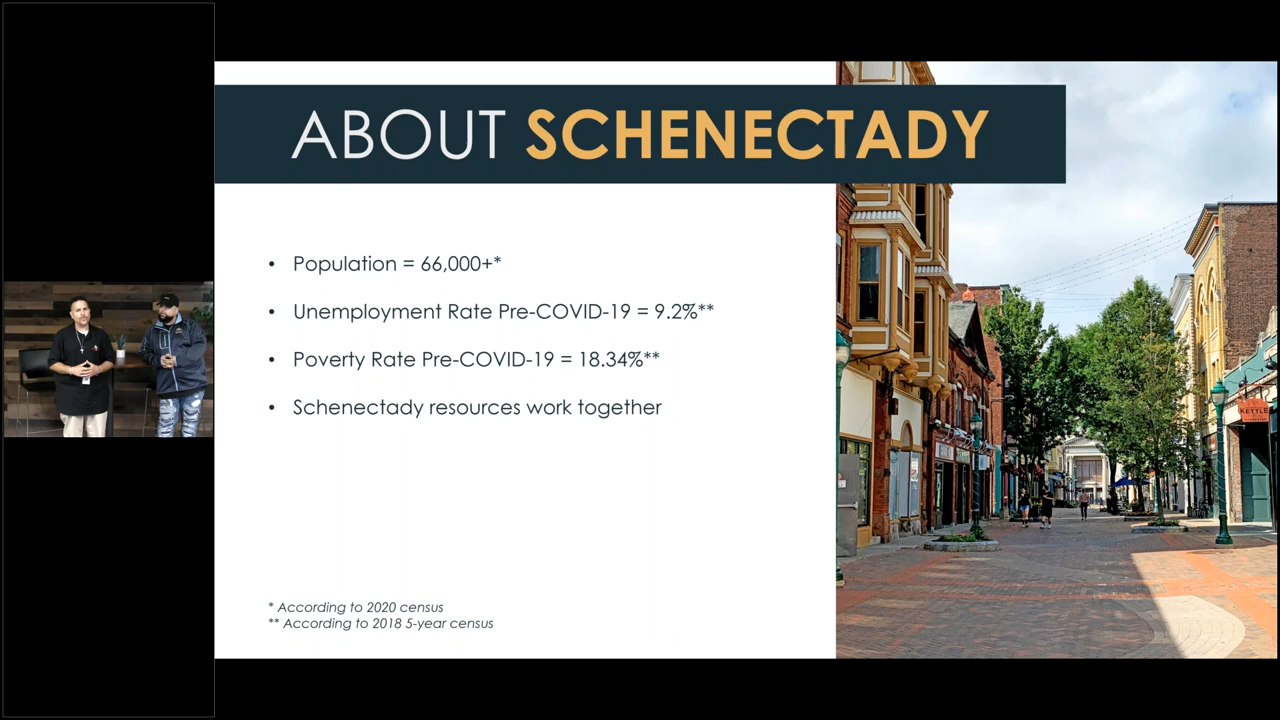 ABOUT SCHENECTADY
• Population = 66,000+*
• Unemployment Rate Pre-COVID-19 = 9.2%**
• Poverty Rate Pre-COVID-19 = 18.34%**
• Schenectady resources work together
* According to 2020 census
** According to 2018 5-year census
KETTLE